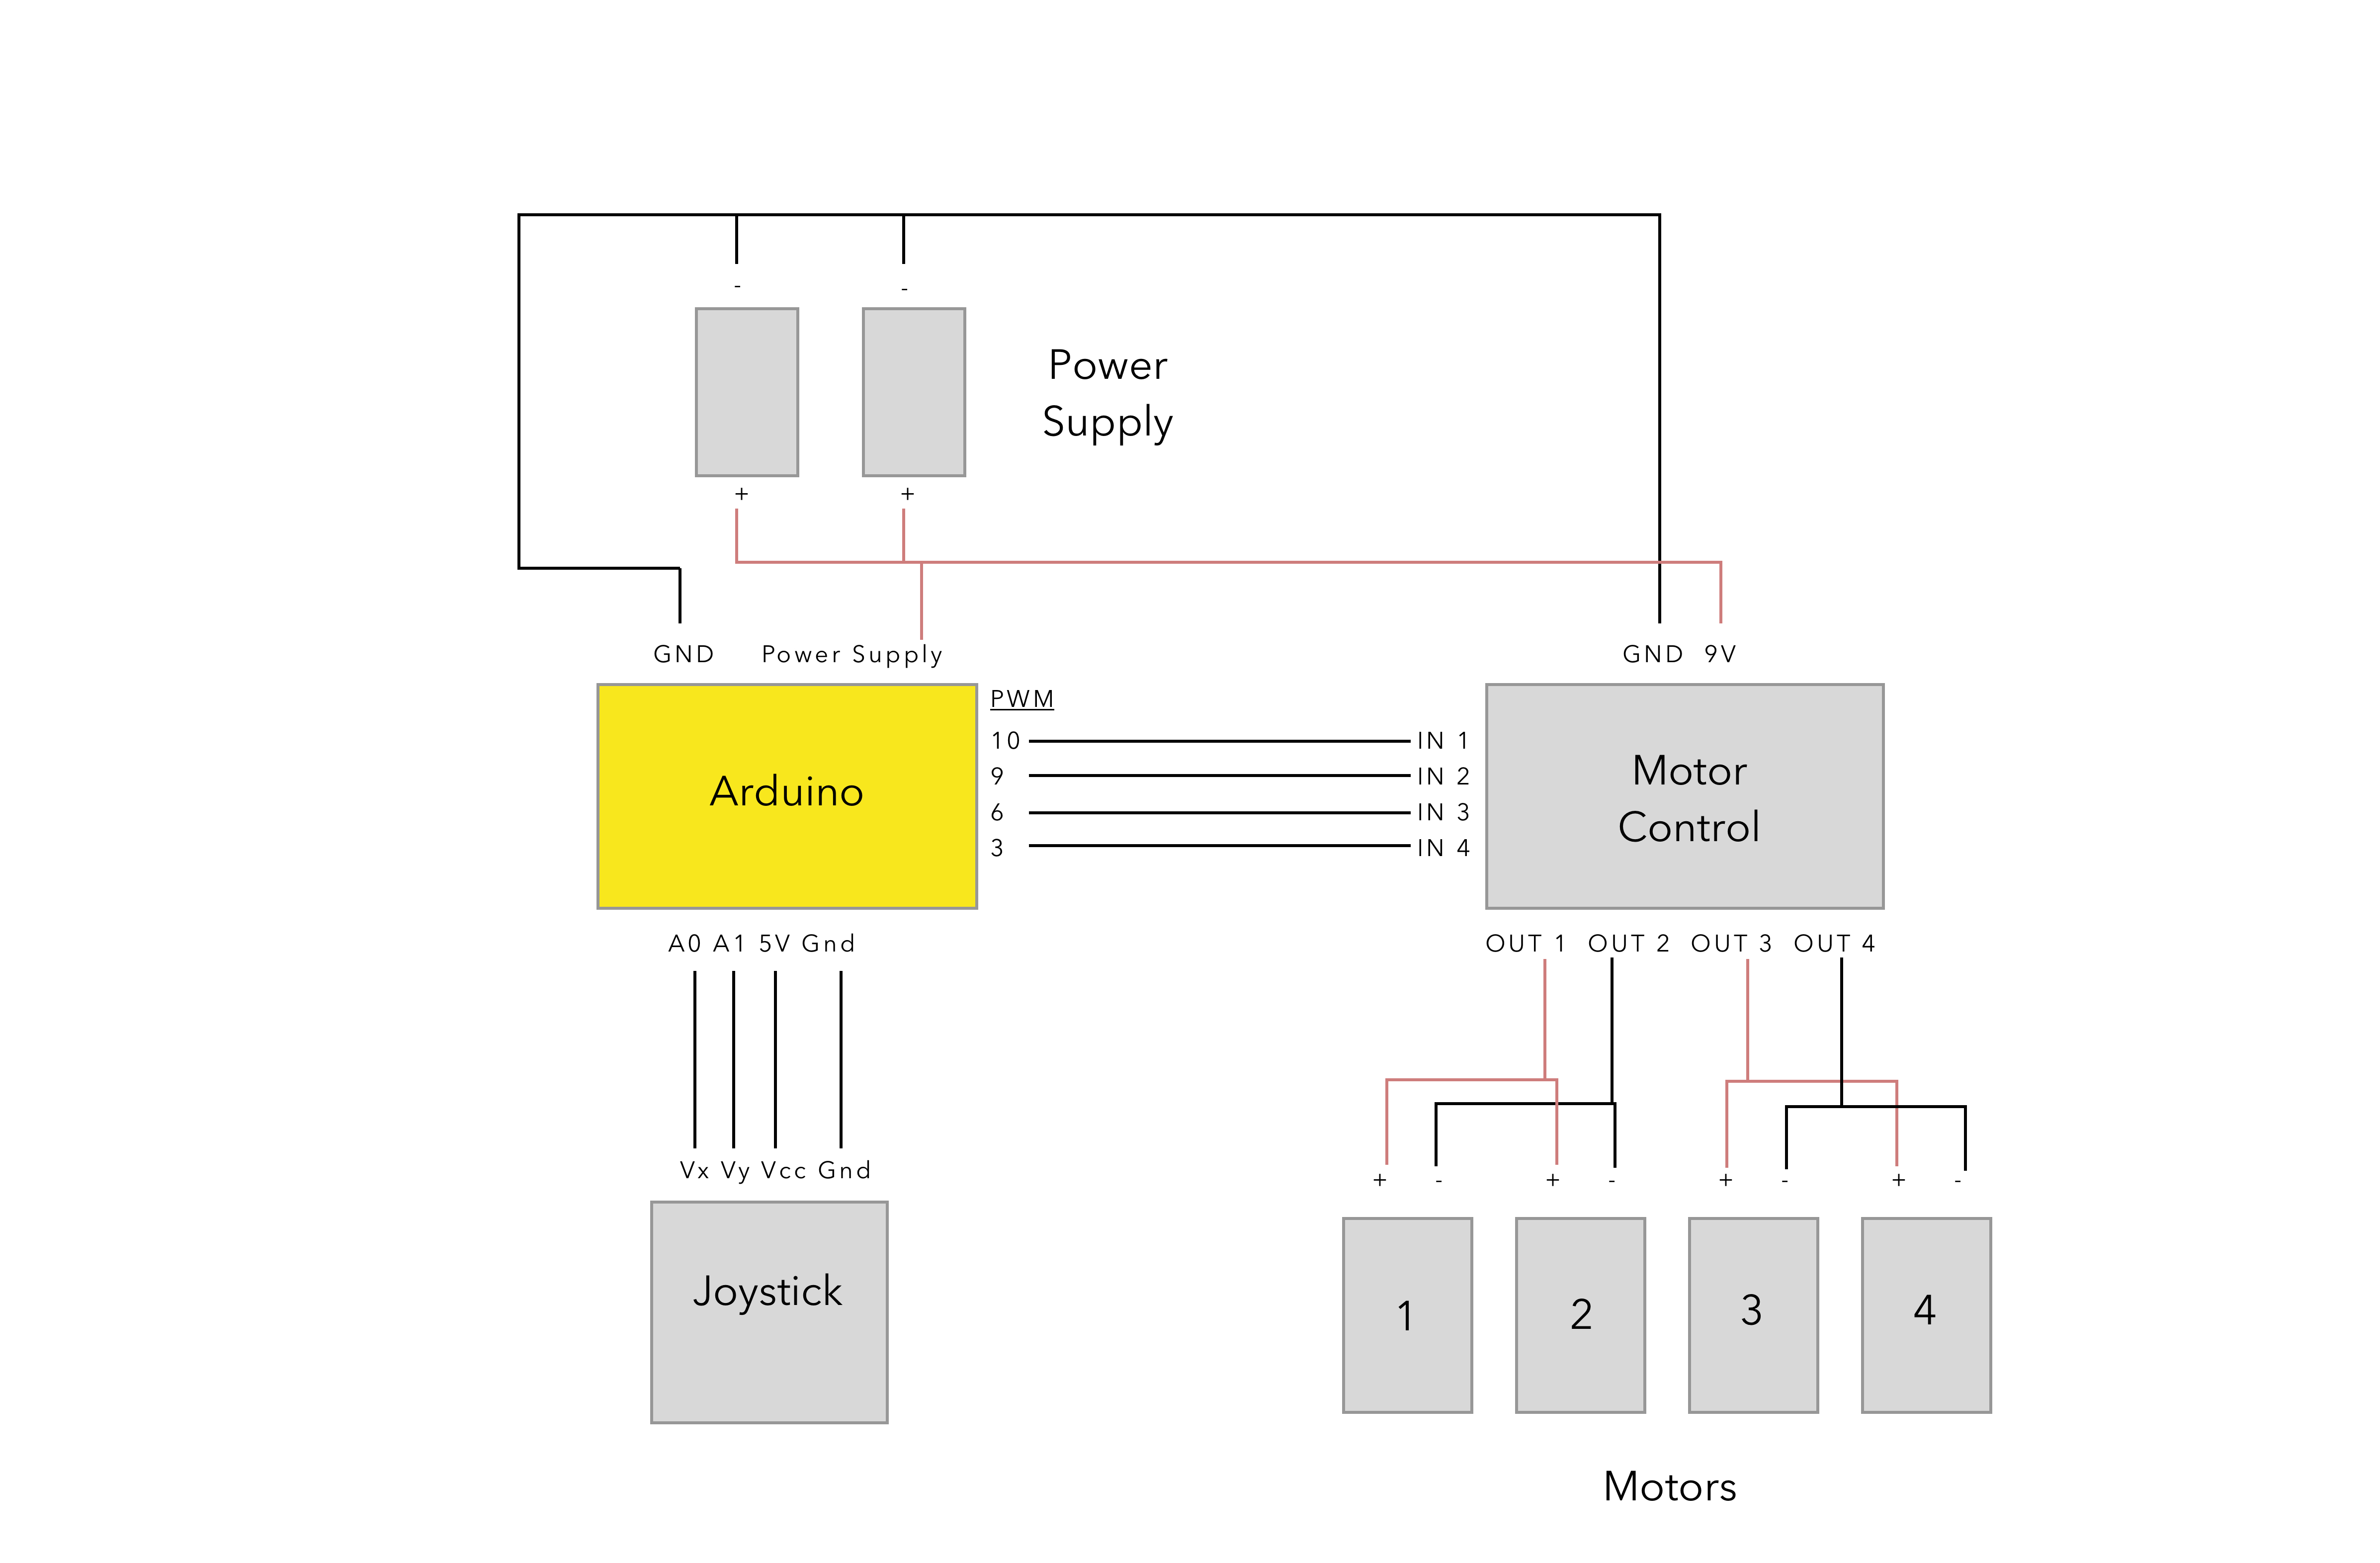 - -
Power
Supply
+ +
GND Power Supply
GND 9V
PWM
10 IN 1
9 IN 2
6 IN 3
3 IN 4
Arduino
Motor
Control
A0 A1 5V Gnd
OUT 1 OUT 2 OUT 3 OUT 4
Vx Vy Vcc Gnd
+ - + - + - + -
Joystick
1 2 3 4
Motors